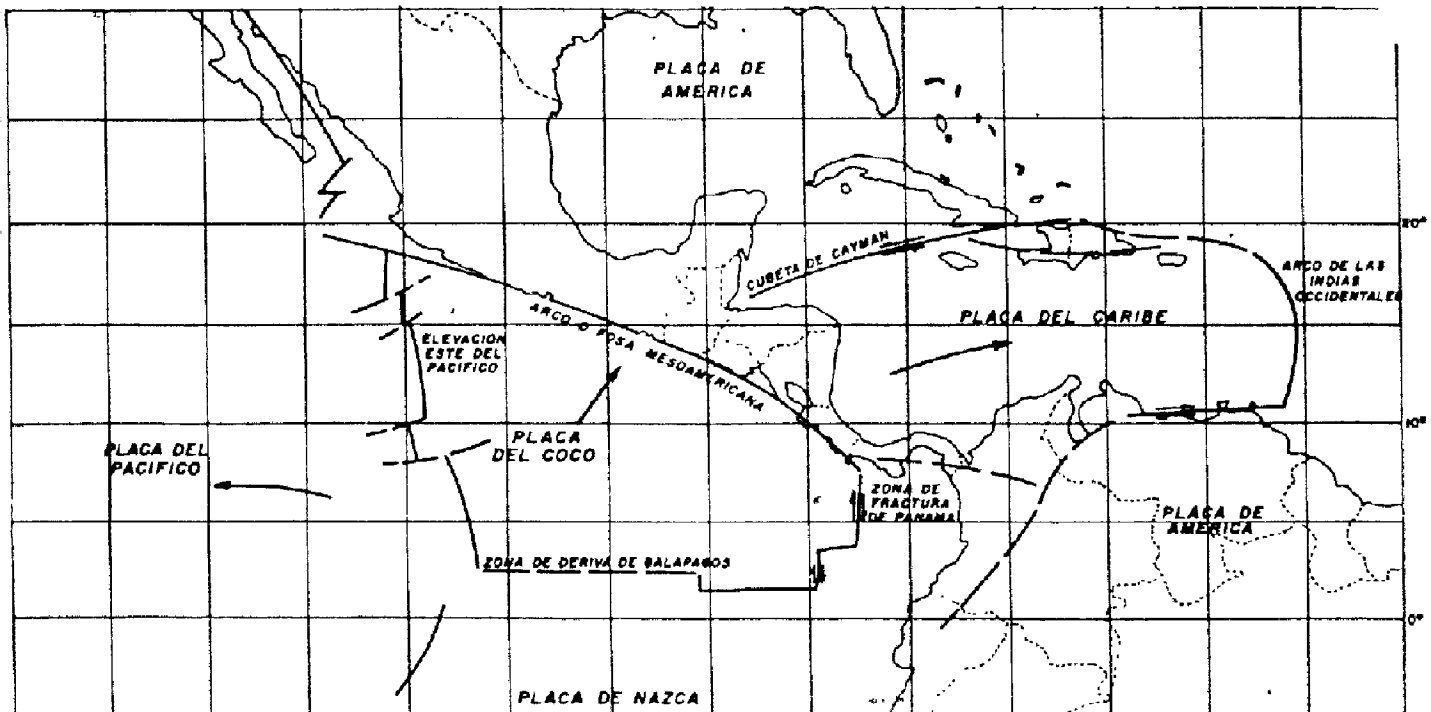 PLACA DE
AMERICA
20°
CUBETA DE CAYMAN
ARCO DE LAS
INDIAS
OCCIDENTALES
PLACA DEL CARIBE
ARCO O FOSA MESOAMERICANA
ELEVACION
ESTE DEL
PACIFICO
10°
PLACA DEL
PACIFICO
PLACA
DEL COCO
ZONA DE
FRACTURA
DE PANAMA
PLACA DE
AMERICA
ZONA DE DERIVA DE GALAPAGOS
0°
PLACA DE NAZCA